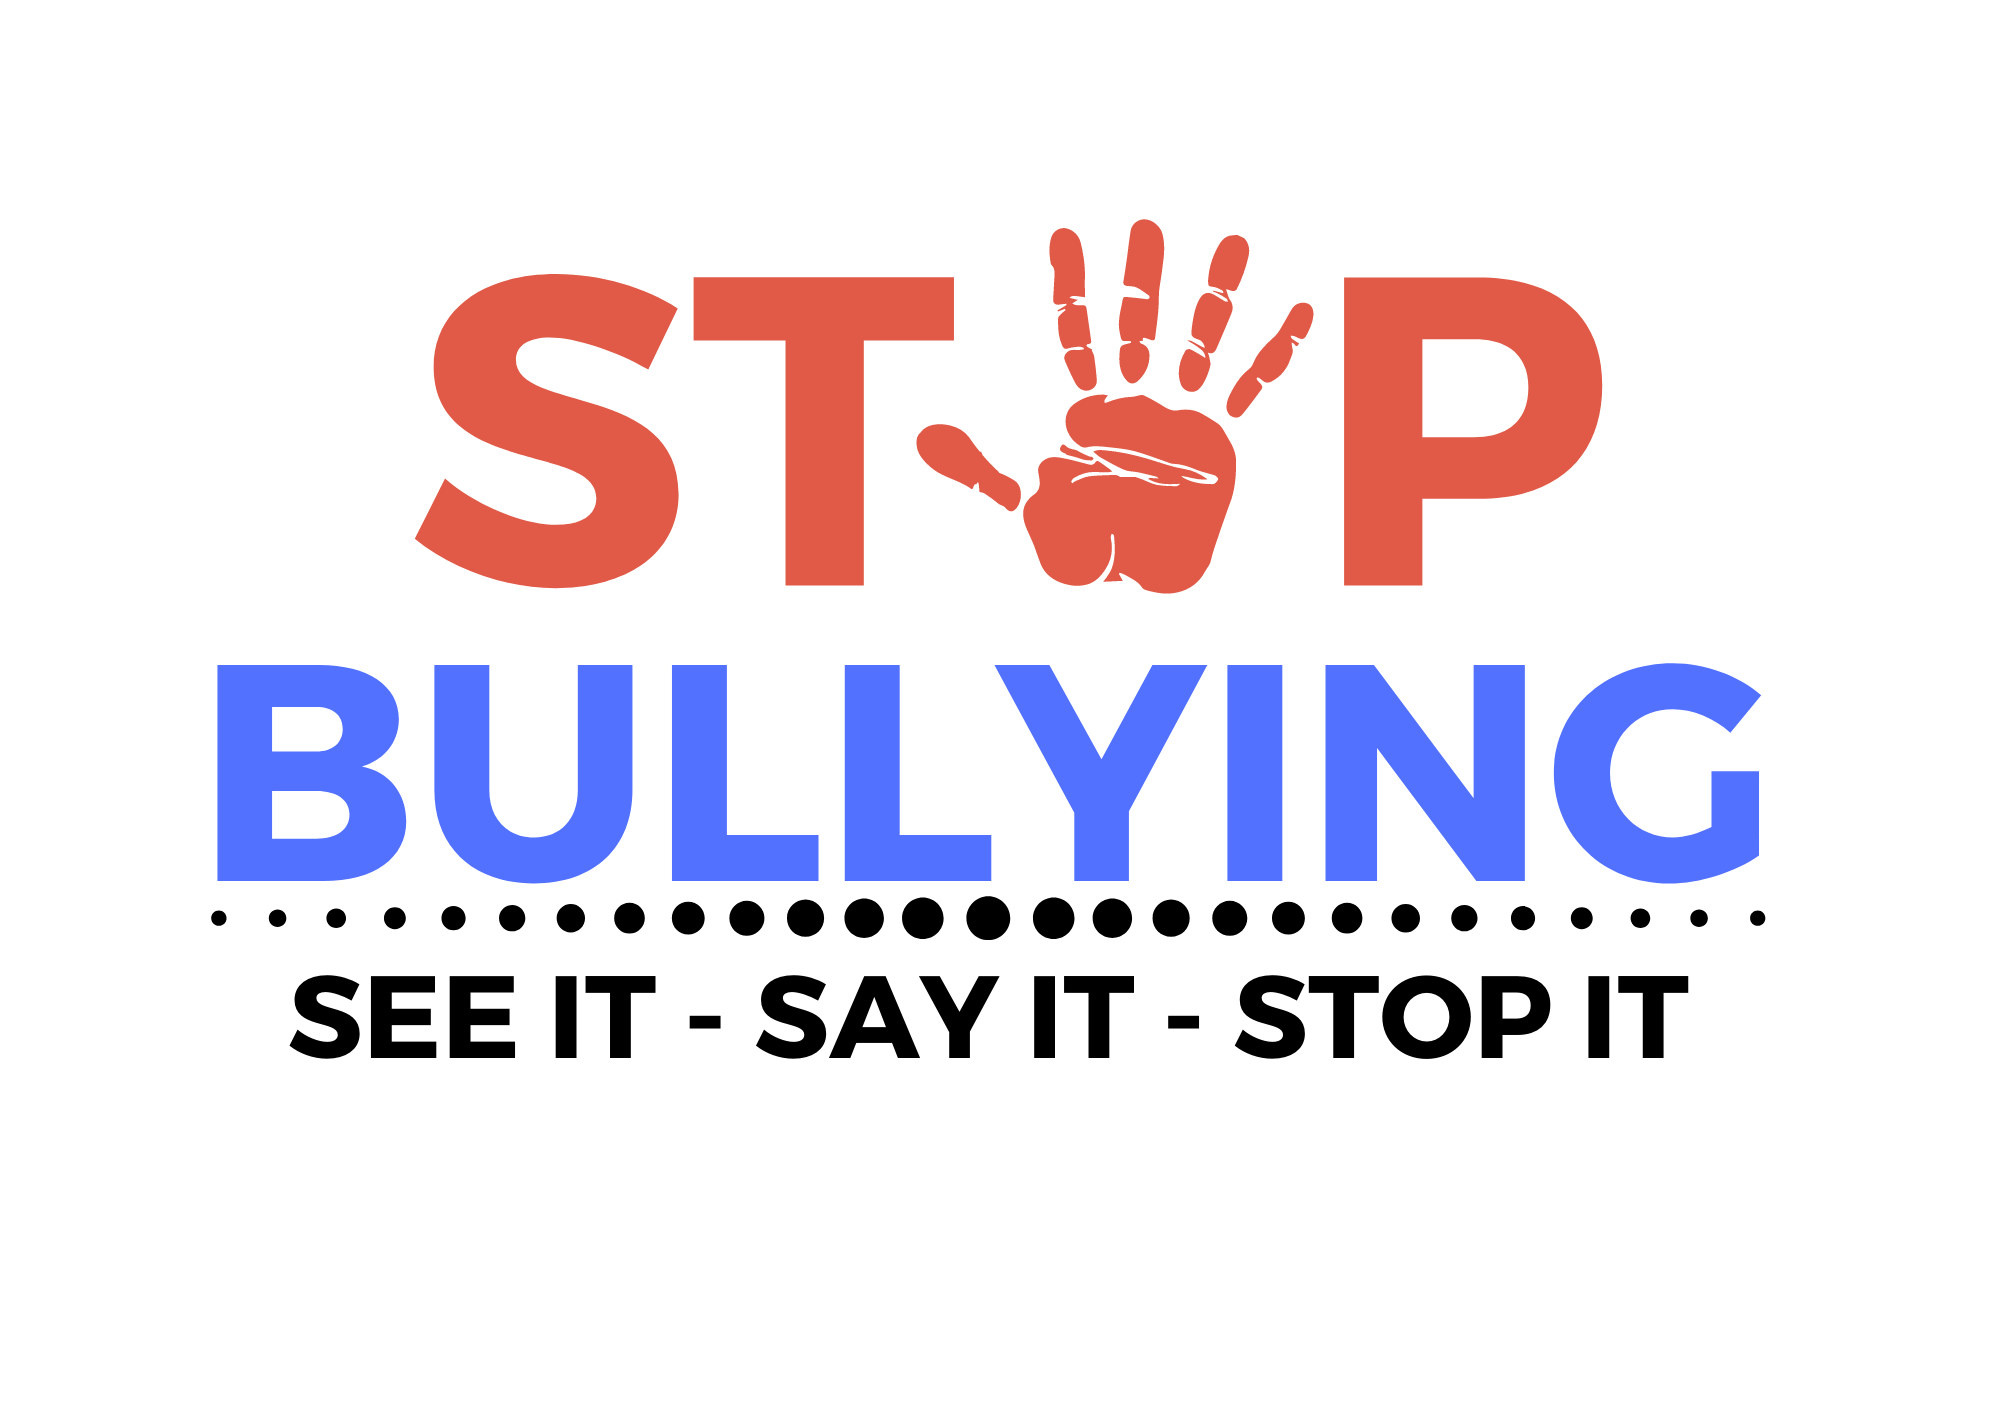 STOP
BULLYING
SEE IT - SAY IT - STOP IT